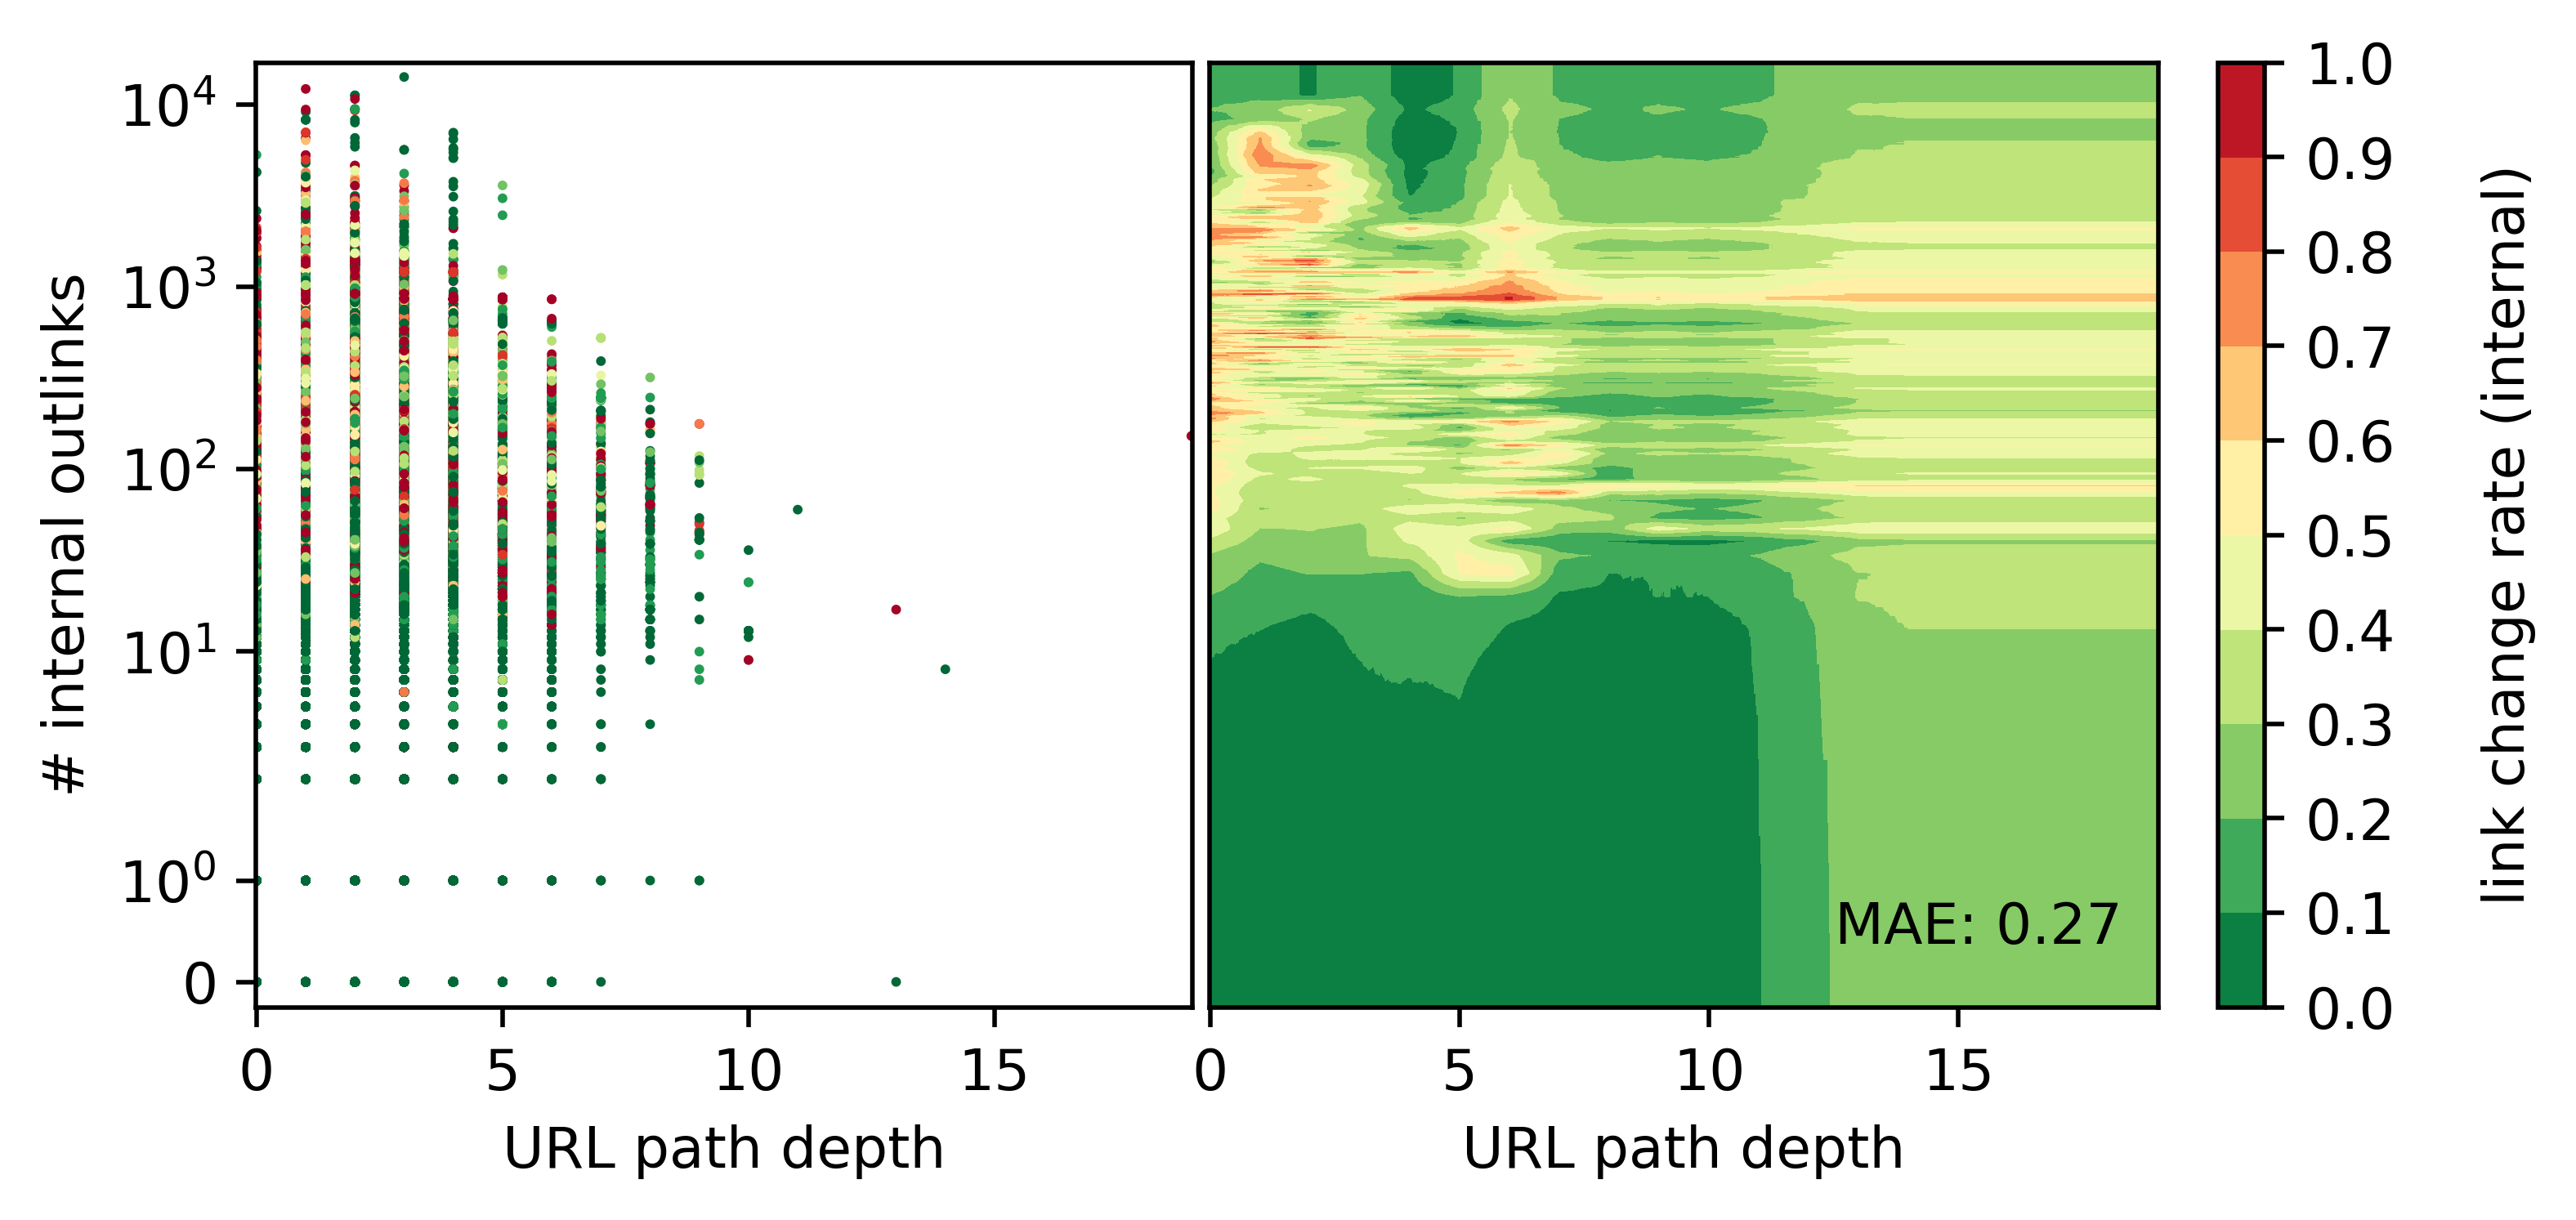 # internal outlinks
10⁴
10³
10²
10¹
10⁰
0
0 5 10 15
URL path depth
MAE: 0.27
0 5 10 15
URL path depth
1.0
0.9
0.8
0.7
0.6
0.5
0.4
0.3
0.2
0.1
0.0
link change rate (internal)